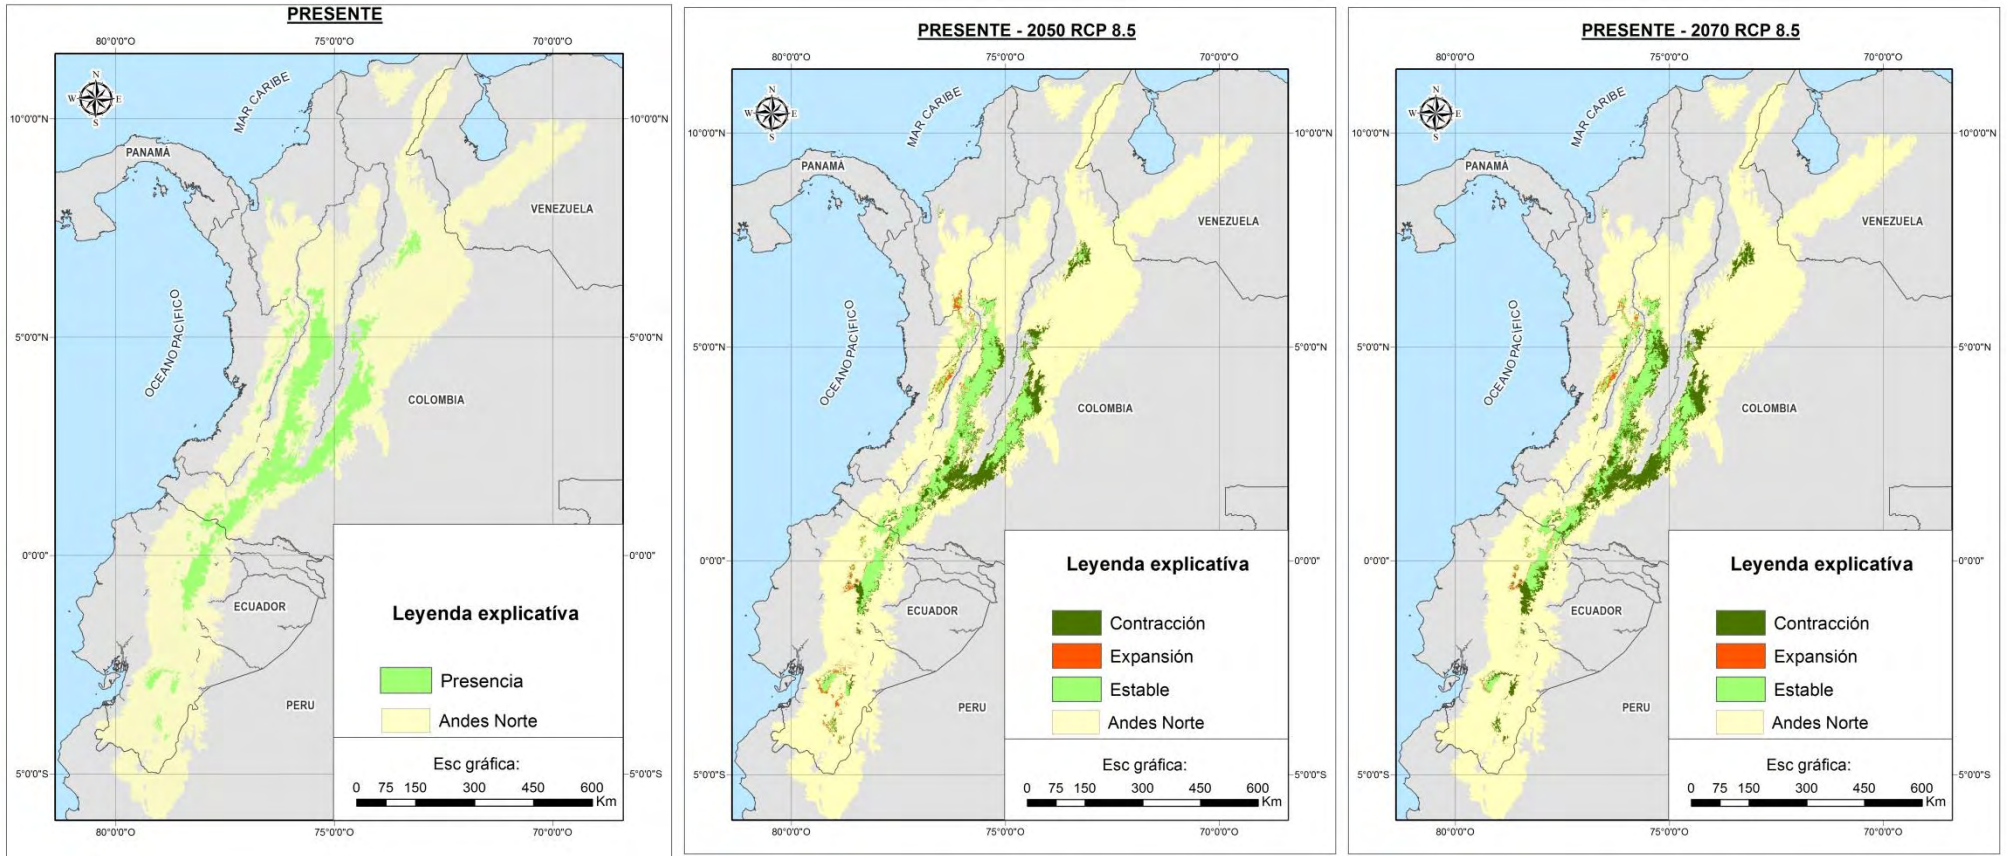 PRESENTE
80°0'0"O 75°0'0"O 70°0'0"O
N
W E
S
MAR CARIBE
10°0'0"N 10°0'0"N
PANAMÀ
VENEZUELA
OCEANO PACÍFICO
5°0'0"N 5°0'0"N
COLOMBIA
0°0'0" 0°0'0"
ECUADOR
PERU
Leyenda explicatíva
Presencia
Andes Norte
Esc gráfica:
0 75 150 300 450 600
Km
5°0'0"S 5°0'0"S
80°0'0"O 75°0'0"O 70°0'0"O
PRESENTE - 2050 RCP 8.5
80°0'0"O 75°0'0"O 70°0'0"O
N
W E
S
MAR CARIBE
10°0'0"N 10°0'0"N
PANAMÀ
VENEZUELA
OCEANO PACÍFICO
5°0'0"N 5°0'0"N
COLOMBIA
0°0'0" 0°0'0"
ECUADOR
PERU
Leyenda explicatíva
Contracción
Expansión
Estable
Andes Norte
Esc gráfica:
0 75 150 300 450 600
Km
5°0'0"S 5°0'0"S
80°0'0"O 75°0'0"O 70°0'0"O
PRESENTE - 2070 RCP 8.5
80°0'0"O 75°0'0"O 70°0'0"O
N
W E
S
MAR CARIBE
10°0'0"N 10°0'0"N
PANAMÀ
VENEZUELA
OCEANO PACÍFICO
5°0'0"N 5°0'0"N
COLOMBIA
0°0'0" 0°0'0"
ECUADOR
PERU
Leyenda explicatíva
Contracción
Expansión
Estable
Andes Norte
Esc gráfica:
0 75 150 300 450 600
Km
5°0'0"S 5°0'0"S
80°0'0"O 75°0'0"O 70°0'0"O